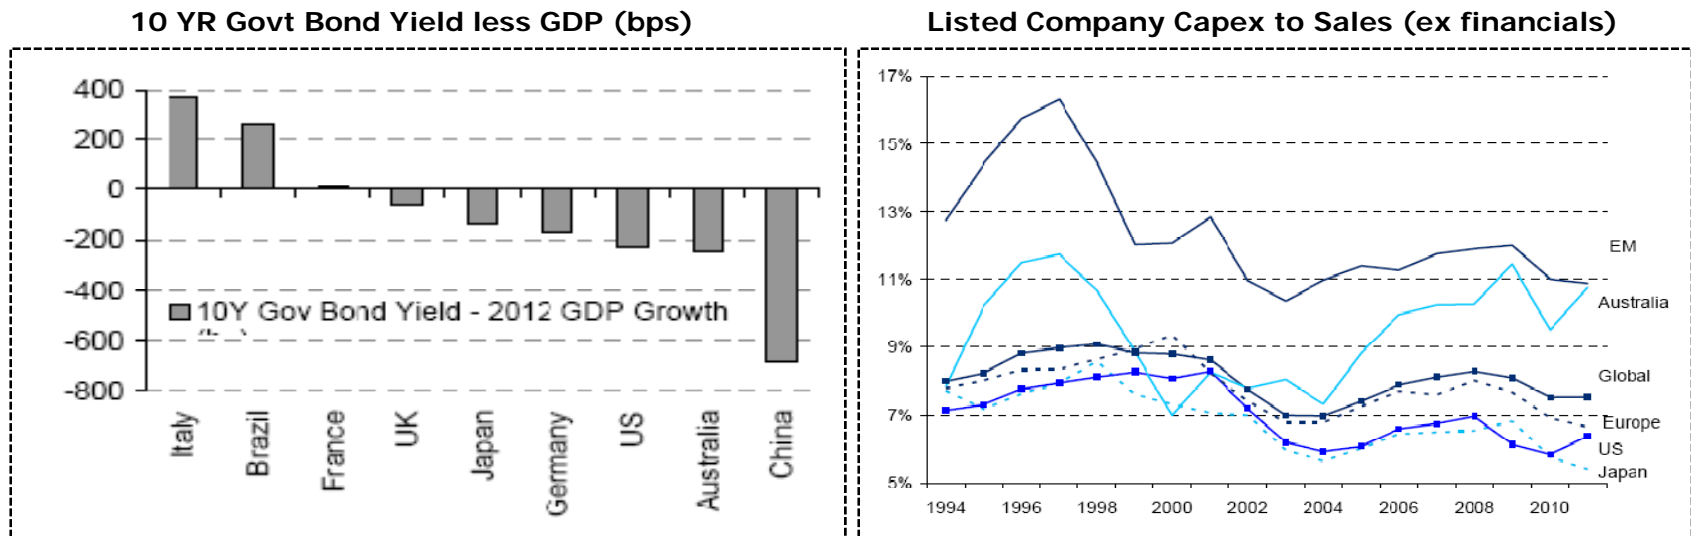 10 YR Govt Bond Yield less GDP (bps)
400
200
0
-200
-400
-600
-800
10Y Gov Bond Yield - 2012 GDP Growth
Italy
Brazil
France
UK
Japan
Germany
US
Australia
China
Listed Company Capex to Sales (ex financials)
17%
15%
13%
11%
9%
7%
5%
EM
Australia
Global
Europe
US
Japan
1994
1996
1998
2000
2002
2004
2006
2008
2010